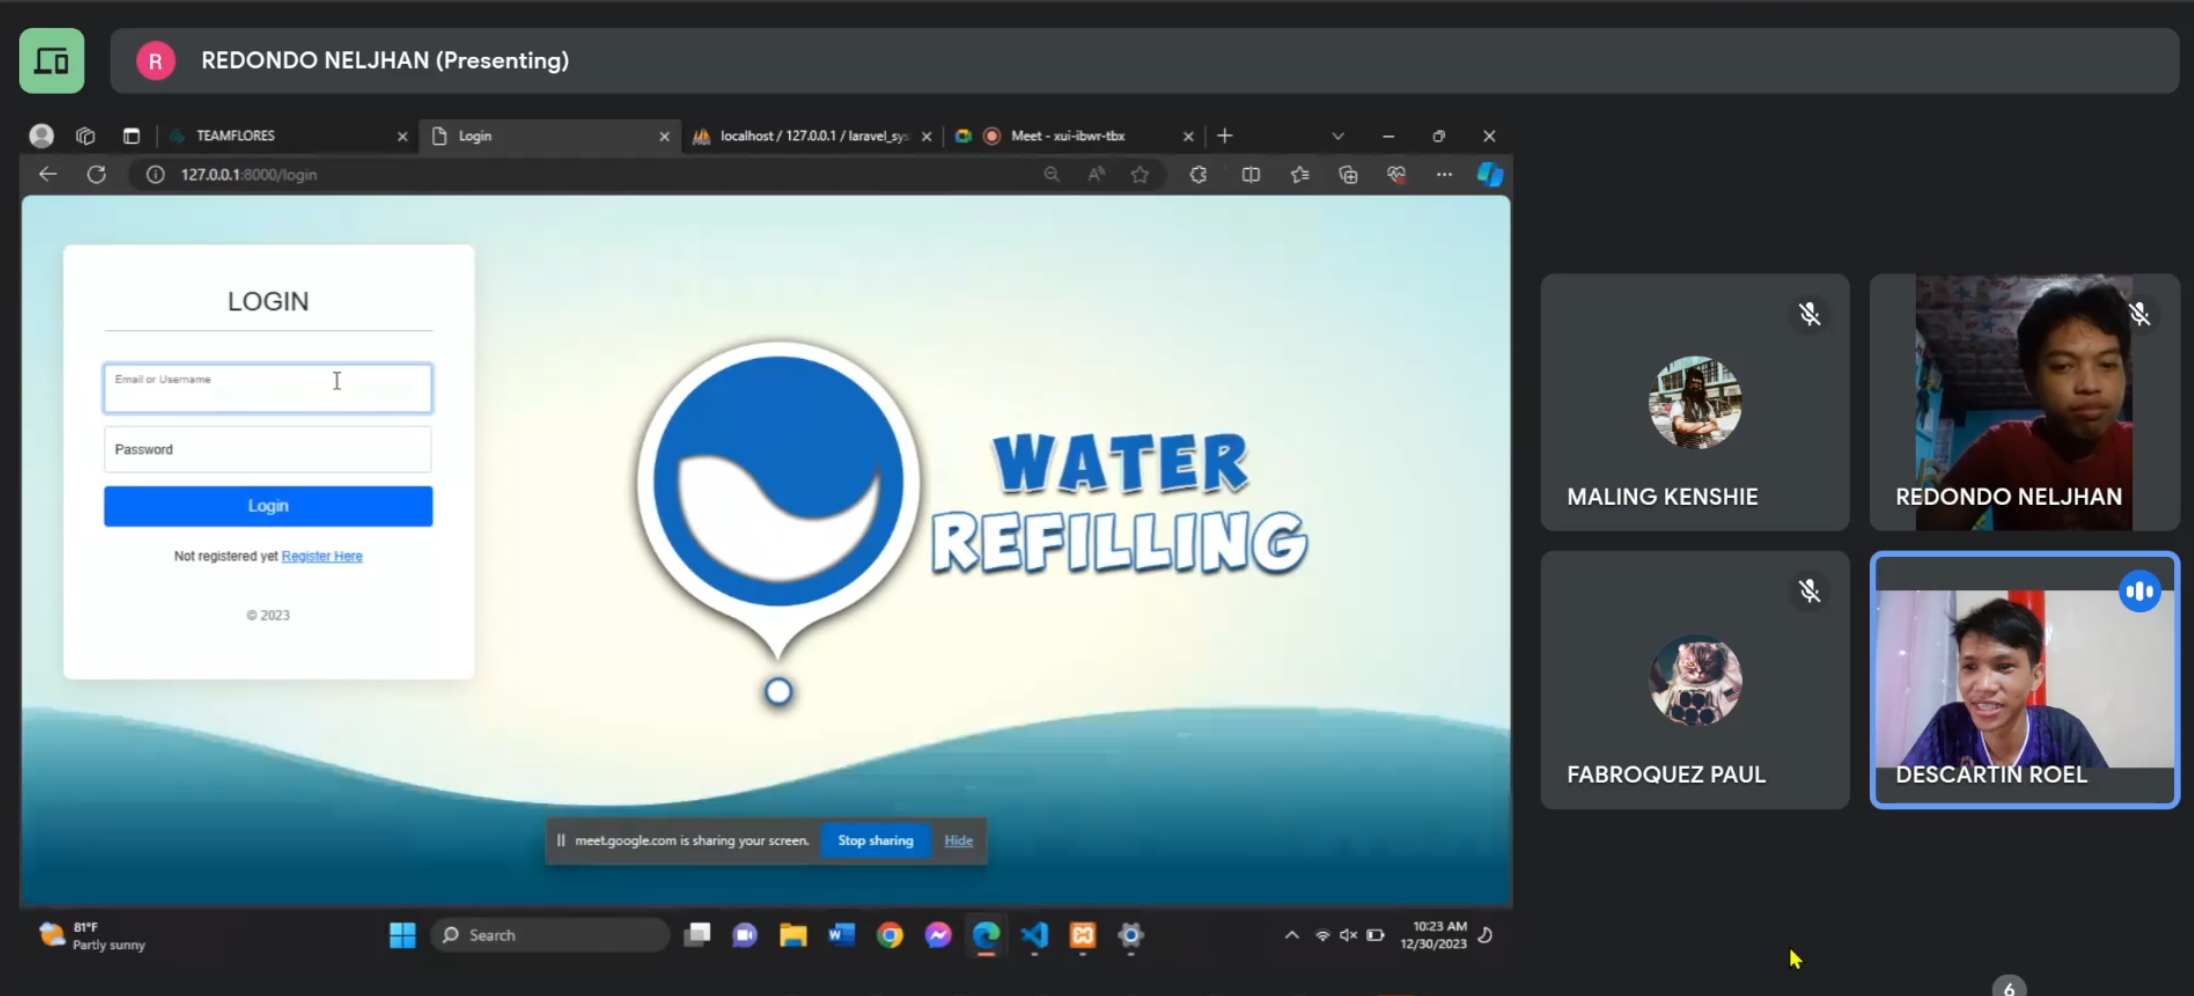 R REDONDO NELJHAN (Presenting)
TEAMFLORES
Login
localhost / 127.0.0.1 / laravel_sys
Meet - xui-ibwr-tbx
127.0.0.1:8000/login
LOGIN
Email or Username
Password
Login
Not registered yet Register Here
© 2023
WATER
REFILLING
meet.google.com is sharing your screen. Stop sharing Hide
81°F
Partly sunny
Search
10:23 AM
12/30/2023
MALING KENSHIE
REDONDO NELJHAN
FABROQUEZ PAUL
DESCARTIN ROEL
6